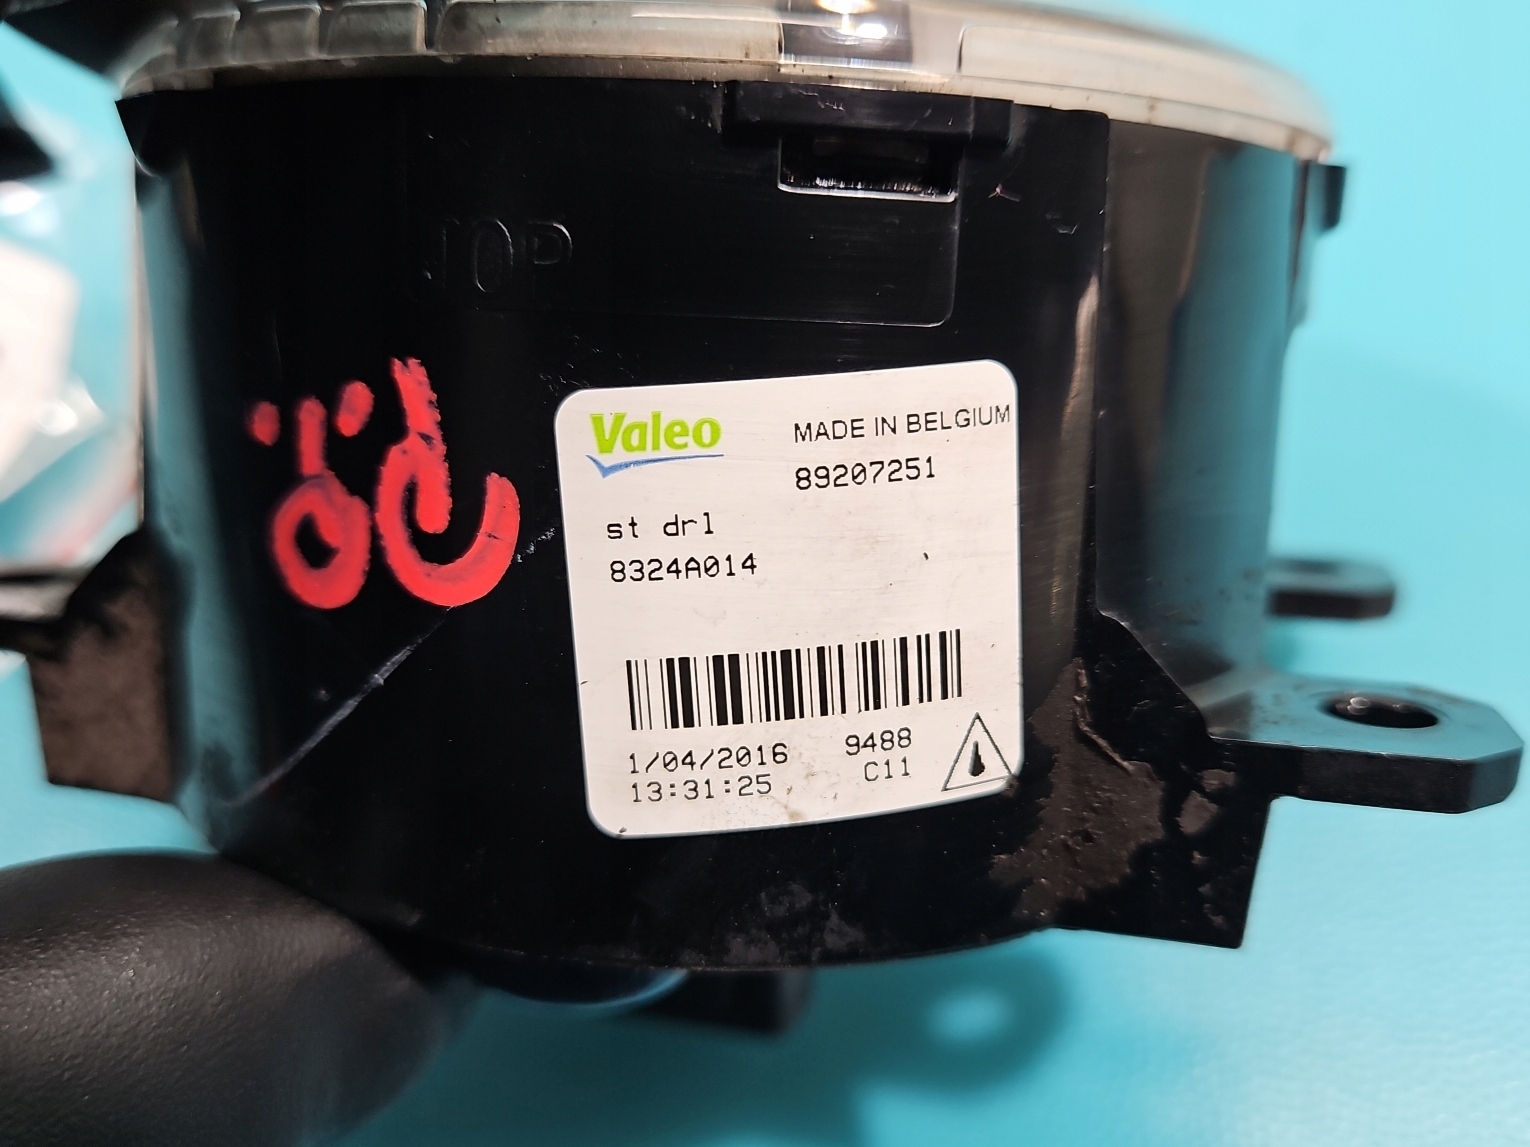 TOP
Valeo
MADE IN BELGIUM
89207251
st drl
8324A014
1/04/2016 9488
13:31:25 C11